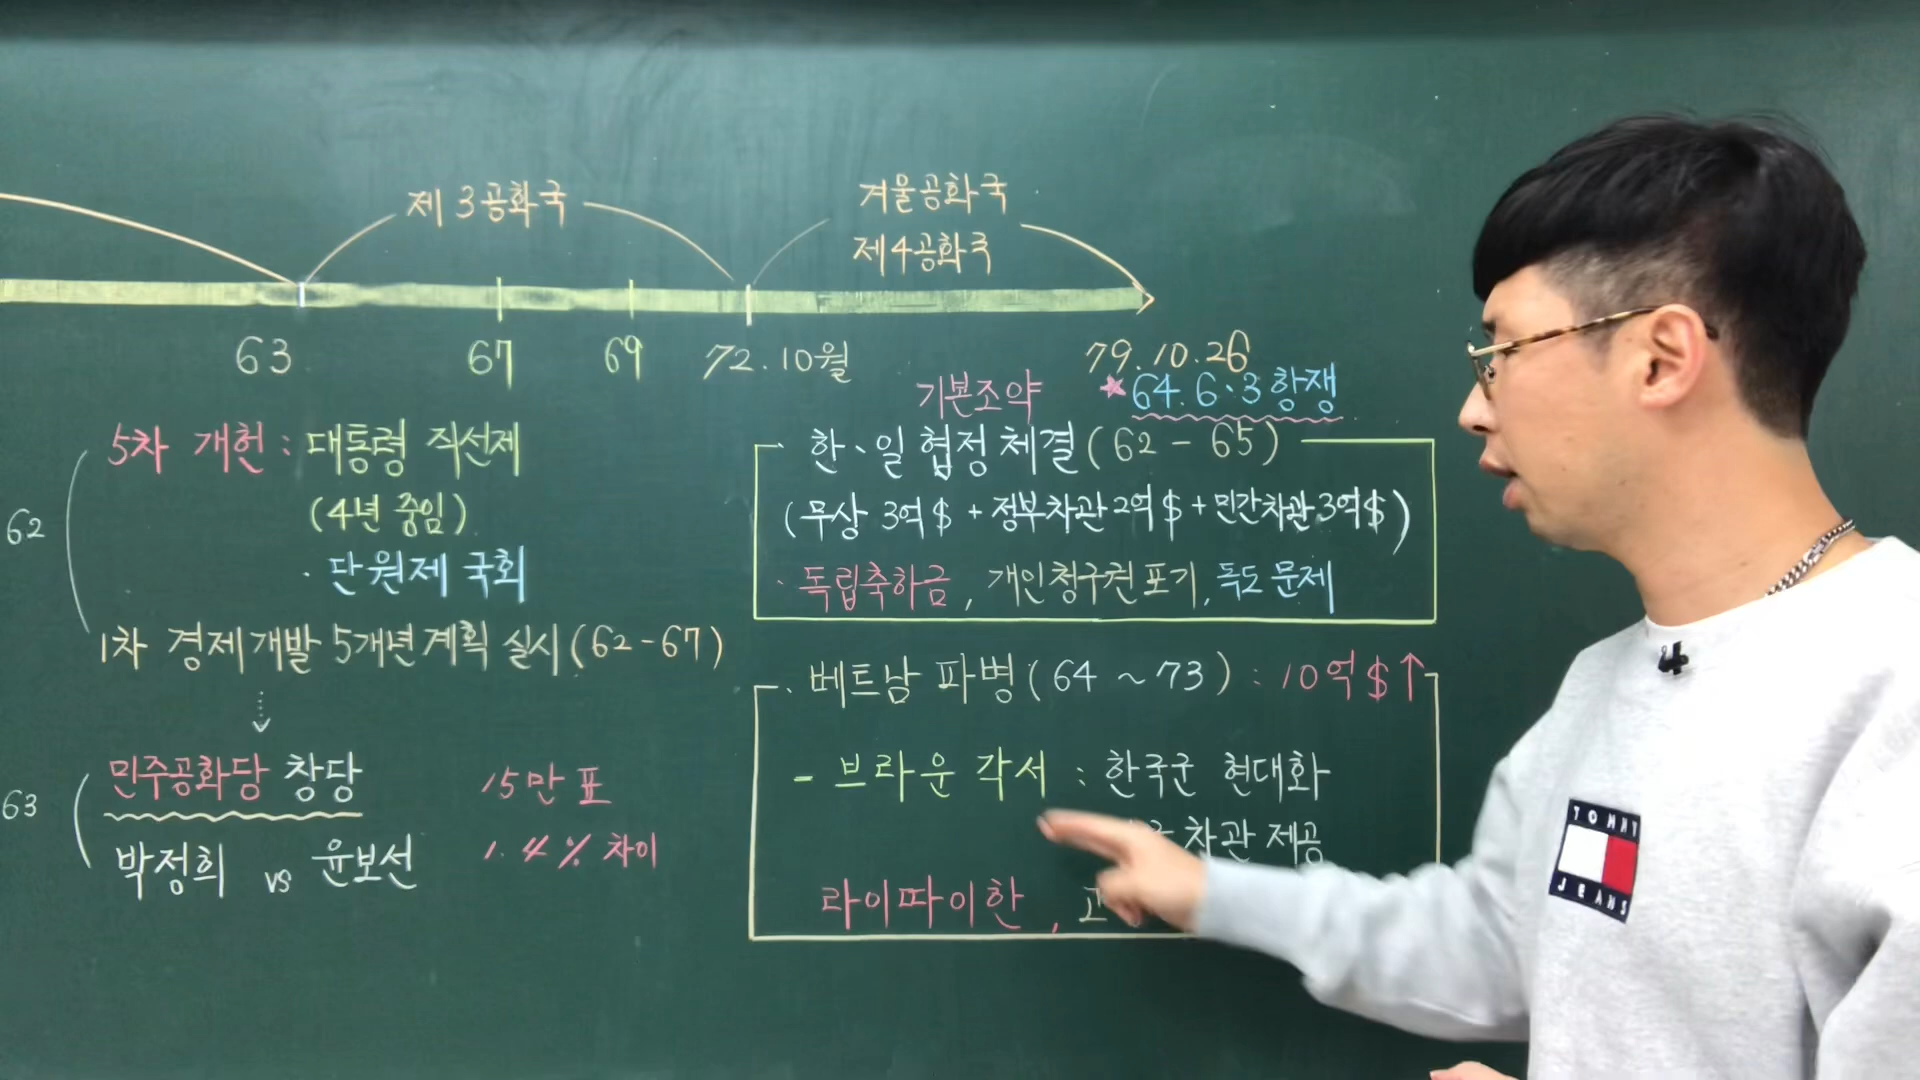 제 3공화국
겨울공화국
제4공화국
63
67
69
72.10월
79.10.26
62
5차 개헌 : 대통령 직선제
(4년 중임)
· 단원제 국회
1차 경제개발 5개년계획 실시(62-67)
63
민주공화당 창당
박정희 vs 윤보선
15만 표
1.4% 차이
기본조약
★64.6·3항쟁
한·일 협정 체결(62-65)
(무상 3억$ + 정부차관 2억$ + 민간차관 3억$)
· 독립축하금, 개인청구권 포기, 독도 문제
· 베트남 파병(64~73) : 10억$↑
- 브라운 각서 : 한국군 현대화
차관 제공
라이따이한,
TOMMY
JEANS